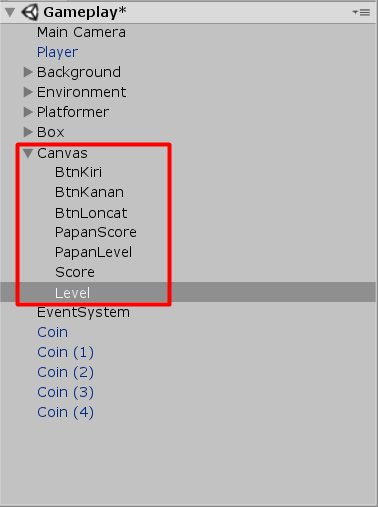 Gameplay*
Main Camera
Player
Background
Environment
Platformer
Box
Canvas
BtnKiri
BtnKanan
BtnLoncat
PapanScore
PapanLevel
Score
Level
EventSystem
Coin
Coin (1)
Coin (2)
Coin (3)
Coin (4)